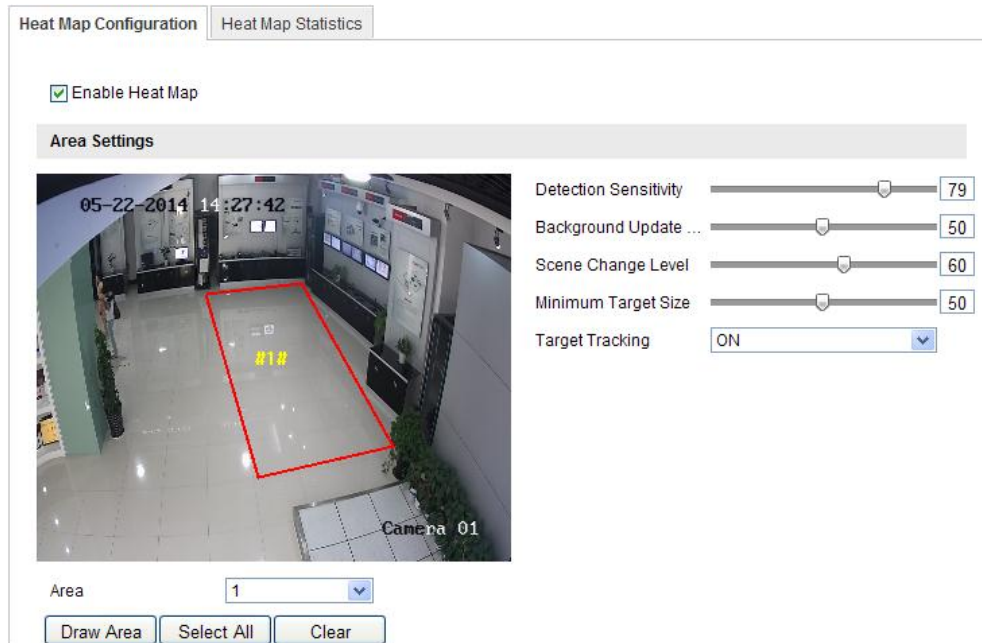 Heat Map Configuration
Heat Map Statistics
Enable Heat Map
Area Settings
05-22-2014 14:27:42
#1#
Camera 01
Detection Sensitivity 79
Background Update ... 50
Scene Change Level 60
Minimum Target Size 50
Target Tracking ON
Area 1
Draw Area Select All Clear